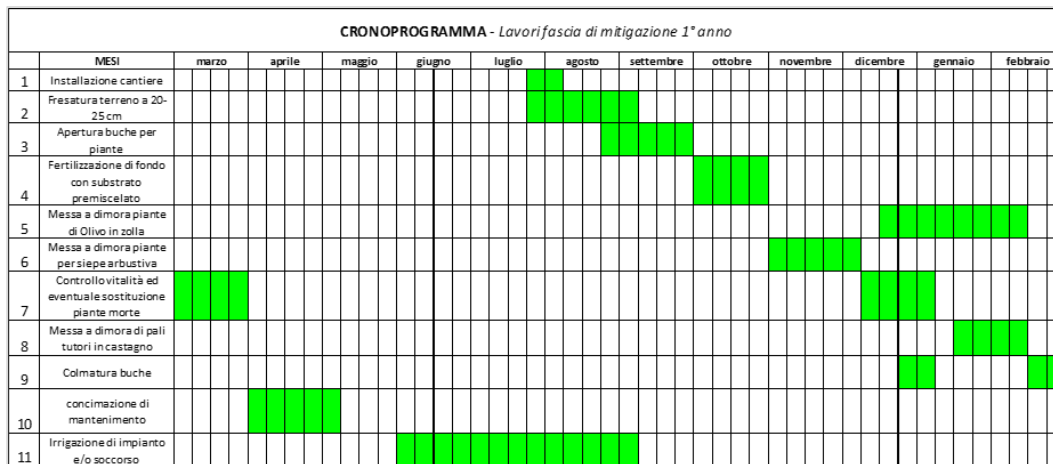 CRONOPROGRAMMA - Lavori fascia di mitigazione 1° anno
MESI marzo aprile maggio giugno luglio agosto settembre ottobre novembre dicembre gennaio febbraio
1 Installazione cantiere
Fresatura terreno a 20-
2 25 cm
Apertura buche per
3 piante
Fertilizzazione di fondo
con substrato
4 premiscelato
Messa a dimora piante
5 di Olivo in zolla
Messa a dimora piante
6 per siepe arbustiva
Controllo vitalità ed
eventuale sostituzione
7 piante morte
Messa a dimora di pali
8 tutori in castagno
9 Colmatura buche
concimazione di
10 mantenimento
Irrigazione di impianto
11 e/o soccorso